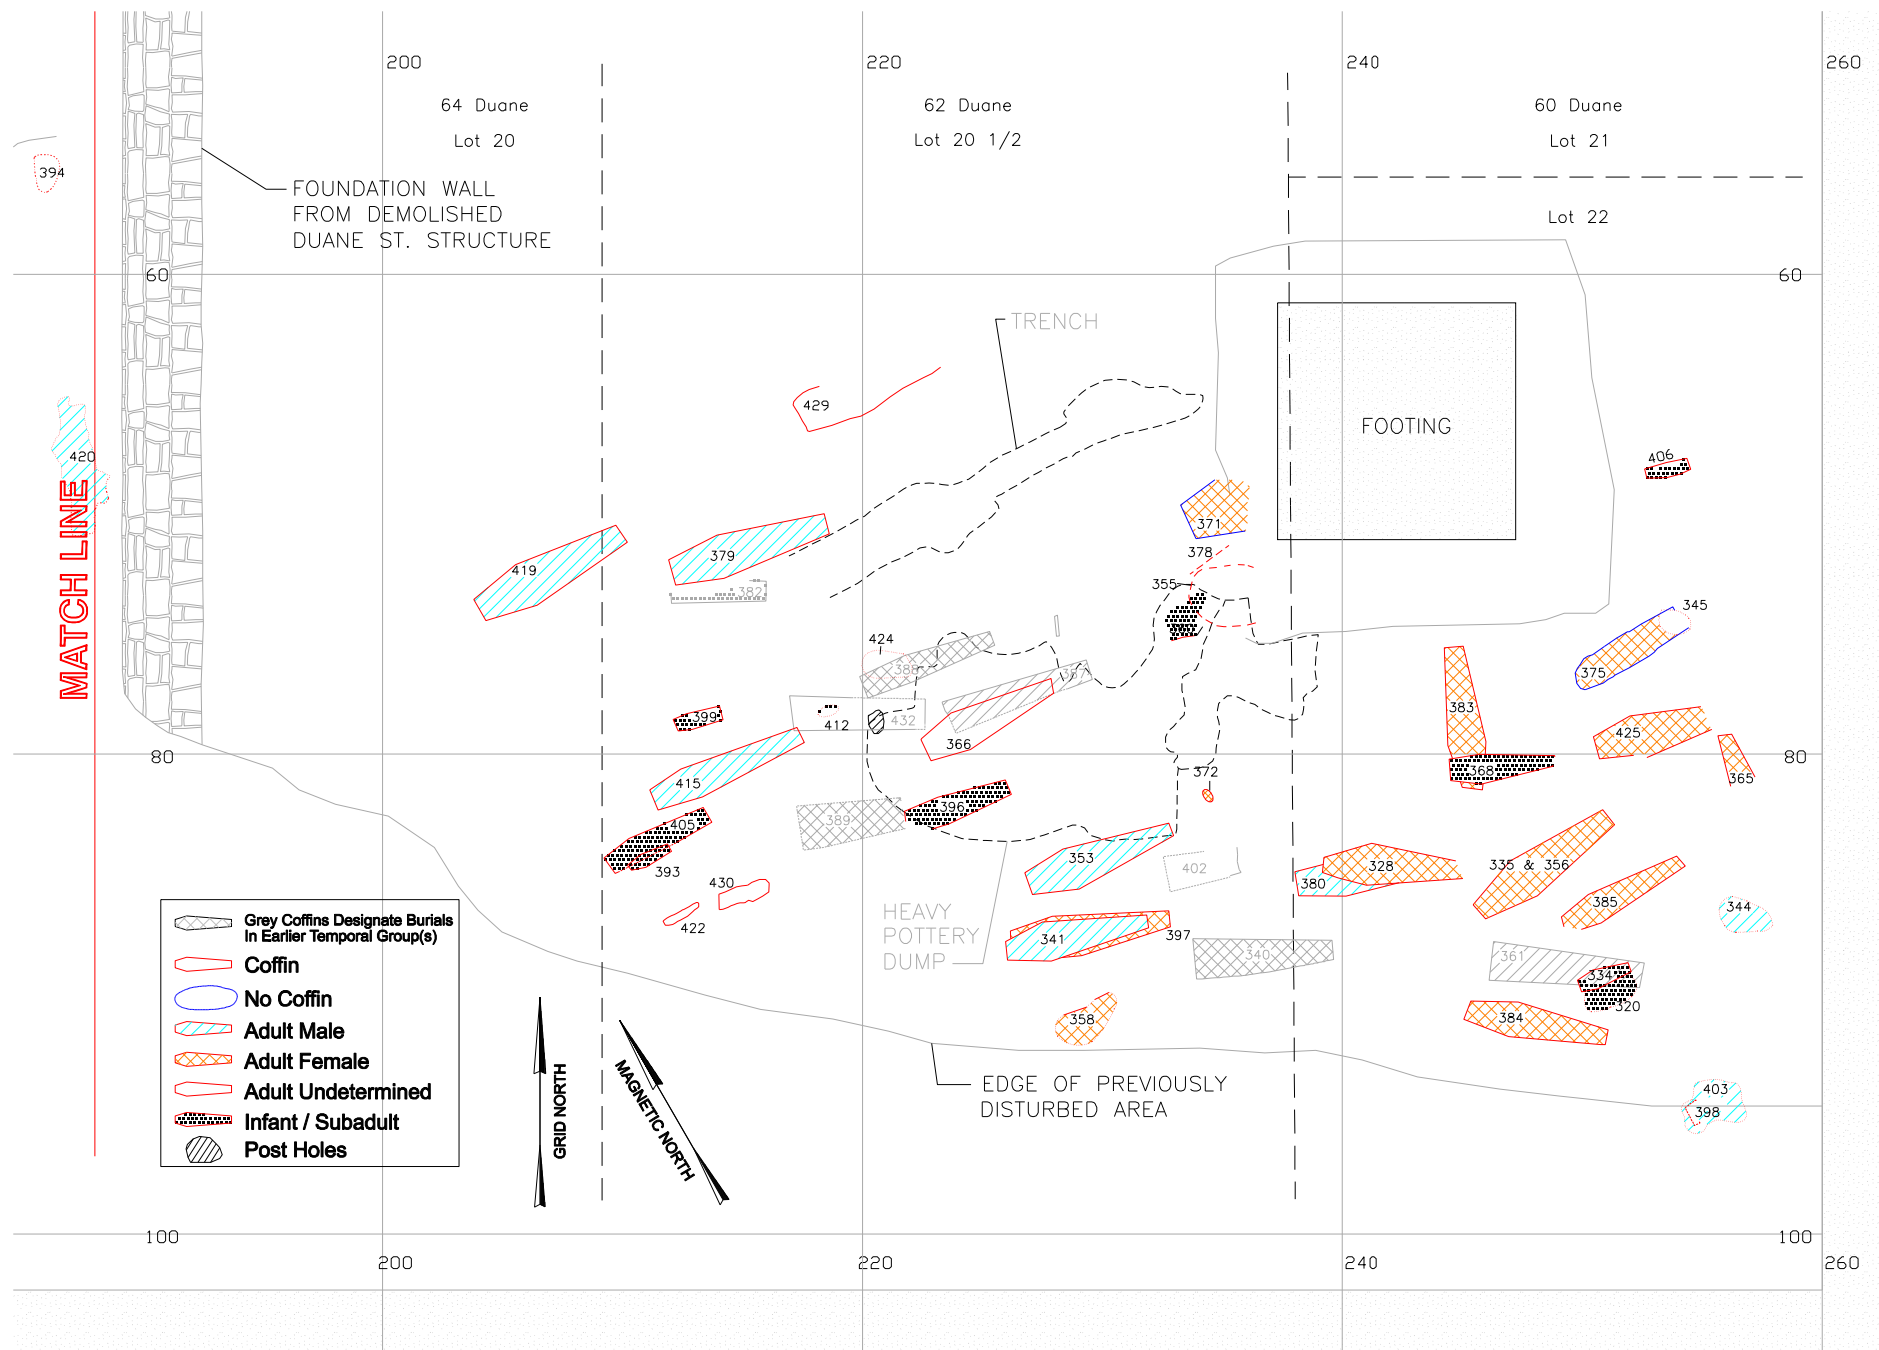 200
220
240
260
64 Duane
62 Duane
60 Duane
Lot 20
Lot 20 1/2
Lot 21
394
FOUNDATION WALL
FROM DEMOLISHED
DUANE ST. STRUCTURE
Lot 22
60
60
TRENCH
429
FOOTING
420
406
MATCH LINE
371
379
378
419
355
382
345
424
388
387
375
399
412
432
383
366
425
80
80
368
372
365
415
396
389
405
353
335 & 356
328
393
402
380
430
385
344
HEAVY
POTTERY
DUMP
422
341
397
340
361
334
320
358
384
Grey Coffins Designate Burials
In Earlier Temporal Group(s)
Coffin
No Coffin
Adult Male
Adult Female
Adult Undetermined
Infant / Subadult
Post Holes
GRID NORTH
MAGNETIC NORTH
EDGE OF PREVIOUSLY
DISTURBED AREA
403
398
100
100
200
220
240
260